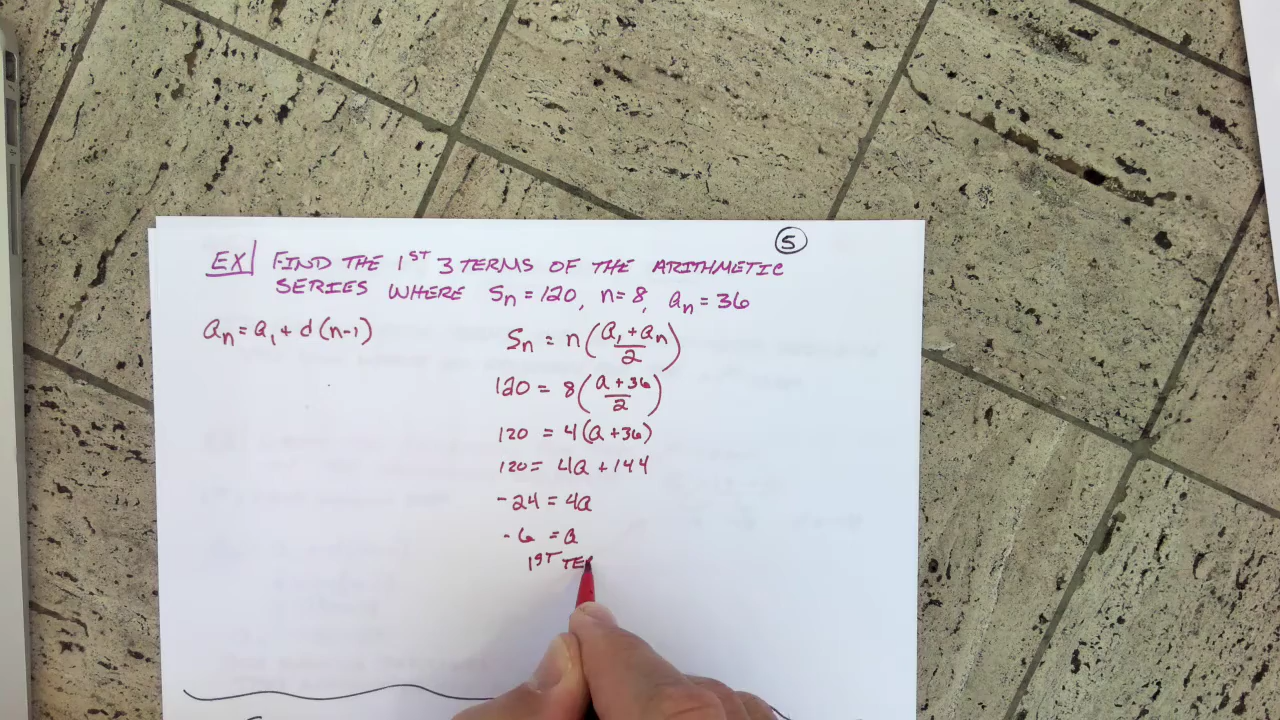 5
EX| FIND THE 1ST 3 TERMS OF THE ARITHMETIC
SERIES WHERE Sn = 120, n = 8, an = 36
an = a1 + d(n-1)
Sn = n((a1 + an)/2)
120 = 8((a + 36)/2)
120 = 4(a + 36)
120 = 4a + 144
-24 = 4a
-6 = a
1ST